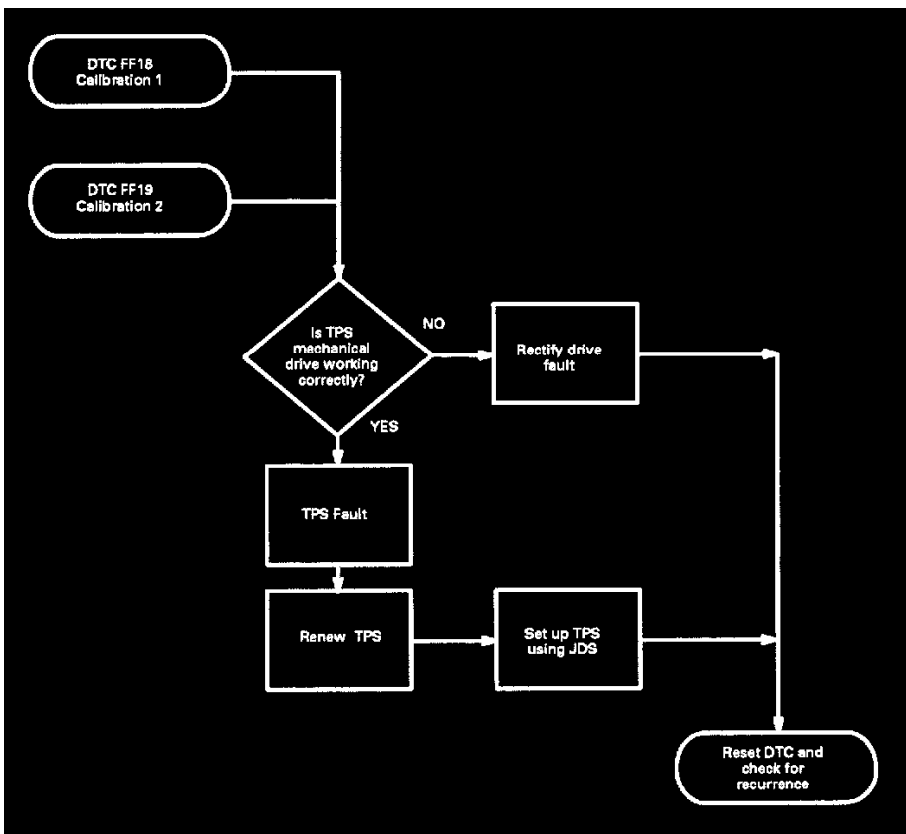 DTC FF18
Calibration 1
DTC FF19
Calibration 2
Is TPS
mechanical
drive working
correctly?
NO
Rectify drive
fault
YES
TPS Fault
Renew TPS
Set up TPS
using JDS
Reset DTC and
check for
recurrence